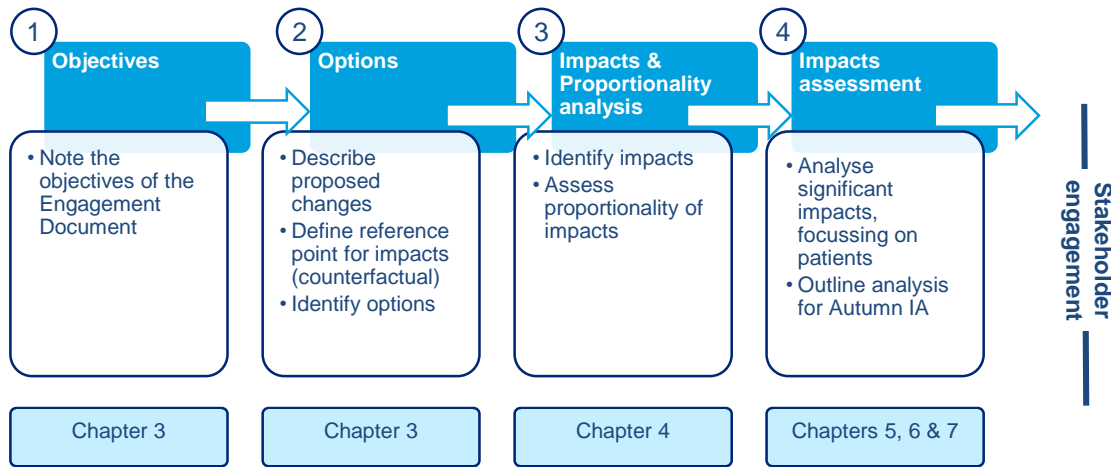 1
Objectives
• Note the
objectives of the
Engagement
Document
Chapter 3
2
Options
• Describe
proposed
changes
• Define reference
point for impacts
(counterfactual)
• Identify options
Chapter 3
3
Impacts &
Proportionality
analysis
• Identify impacts
• Assess
proportionality of
impacts
Chapter 4
4
Impacts
assessment
• Analyse
significant
impacts,
focussing on
patients
• Outline analysis
for Autumn IA
Chapters 5, 6 & 7
Stakeholder
engagement